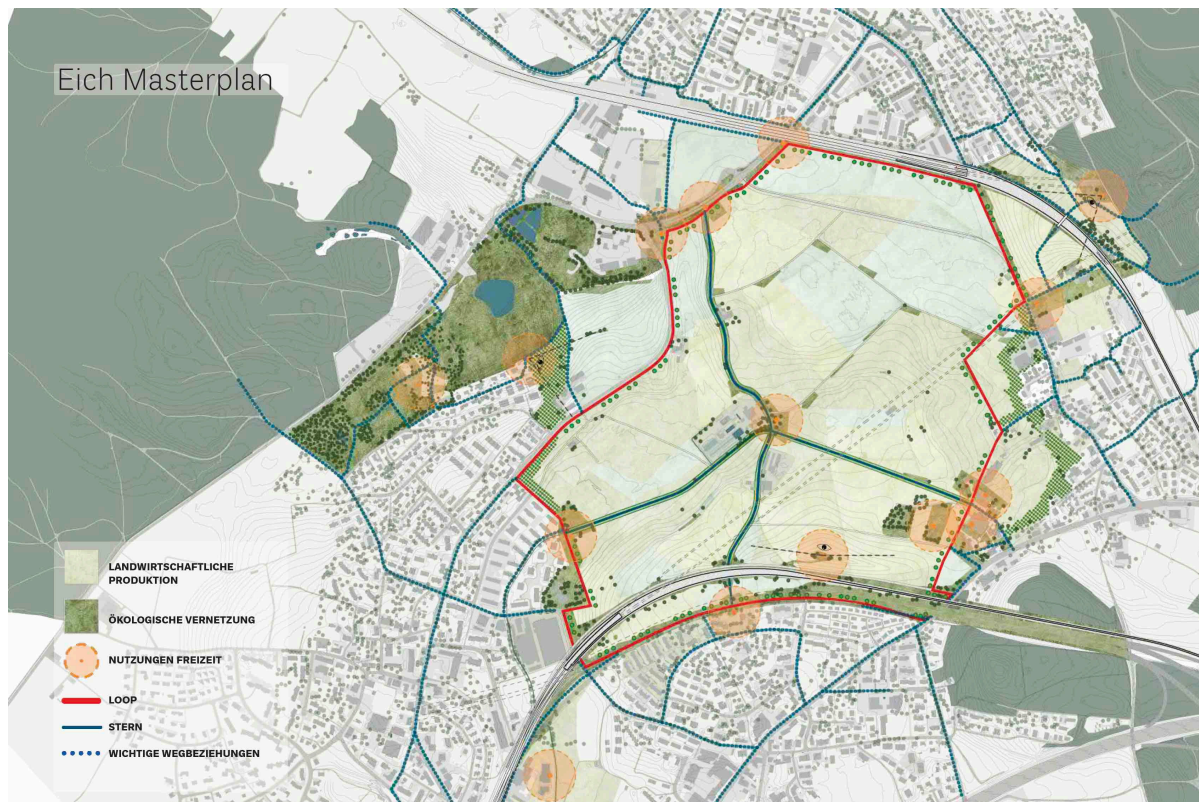 Eich Masterplan
LANDWIRTSCHAFTLICHE
PRODUKTION
ÖKOLOGISCHE VERNETZUNG
NUTZUNGEN FREIZEIT
LOOP
STERN
WICHTIGE WEGBEZIEHUNGEN